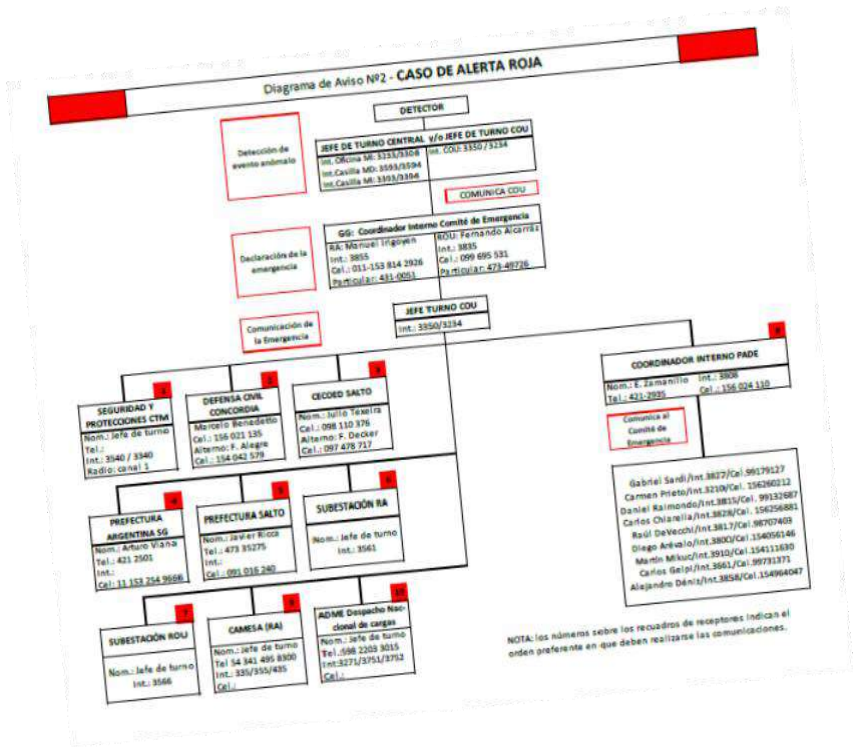 Diagrama de Aviso Nº2 - CASO DE ALERTA ROJA
DETECTOR
Detección de
evento anómalo
JEFE DE TURNO CENTRAL y/o JEFE DE TURNO COU
Int. Oficina MI: 3233/3308
Int. COU: 3350 / 3234
Int.Casilla MD: 3593/3594
Int.Casilla MI: 3393/3394
COMUNICA COU
Declaración de la
emergencia
GG: Coordinador Interno Comité de Emergencia
RA: Manuel Irigoyen
Int.: 3855
Cel.: 011-153 814 2926
Particular: 431-0051
ROU: Fernando Alcarráz
Int.: 3835
Cel.: 099 695 531
Particular: 473-49726
Comunicación de
la Emergencia
JEFE TURNO COU
Int.: 3350/3234
1
SEGURIDAD Y
PROTECCIONES CTM
Nom.: Jefe de turno
Tel.:
Int.: 3540 / 3340
Radio: canal 1
2
DEFENSA CIVIL
CONCORDIA
Marcelo Benedetto
Cel.: 156 021 135
Alterno: F. Alegre
Cel.: 154 042 579
3
CECOED SALTO
Nom.: Julio Texeira
Cel.: 098 110 376
Alterno: F. Decker
Cel.: 097 478 717
COORDINADOR INTERNO PADE
Nom.: E. Zamanillo
Int.: 3808
Tel.: 421-2935
Cel.: 156 024 110
Comunica al
Comité de
Emergencia
Gabriel Sardi/Int.3827/Cel.99179127
Carmen Prieto/Int.3210/Cel. 156260212
Daniel Raimondo/Int.3815/Cel. 99132687
Carlos Chiarella/Int.3828/Cel. 156256881
Raúl DeVecchi/Int.3817/Cel.98707403
Diego Arévalo/Int.3800/Cel.154056146
Martín Mikuc/Int.3910/Cel.154111630
Carlos Gelpi/Int.3661/Cel.99731371
Alejandro Déniz/Int.3858/Cel.154964047
4
PREFECTURA
ARGENTINA SG
Nom.: Arturo Viana
Tel.: 421 2501
Int.:
Cel: 11 153 254 9666
5
PREFECTURA SALTO
Nom.: Javier Ricca
Tel.: 473 35275
Int.:
Cel.: 091 016 240
6
SUBESTACIÓN RA
Nom.: Jefe de turno
Int.: 3561
7
SUBESTACIÓN ROU
Nom.: Jefe de turno
Int.: 3566
CAMESA (RA)
Nom.: Jefe de turno
Tel 54 341 495 8300
Int.: 335/355/435
Cel.:
10
ADME Despacho Nac-
cional de cargas
Nom.: Jefe de turno
Tel.:598 2203 3015
Int:3271/3751/3752
Cel.:
NOTA: los números sobre los recuadros de receptores indican el
orden preferente en que deben realizarse las comunicaciones.